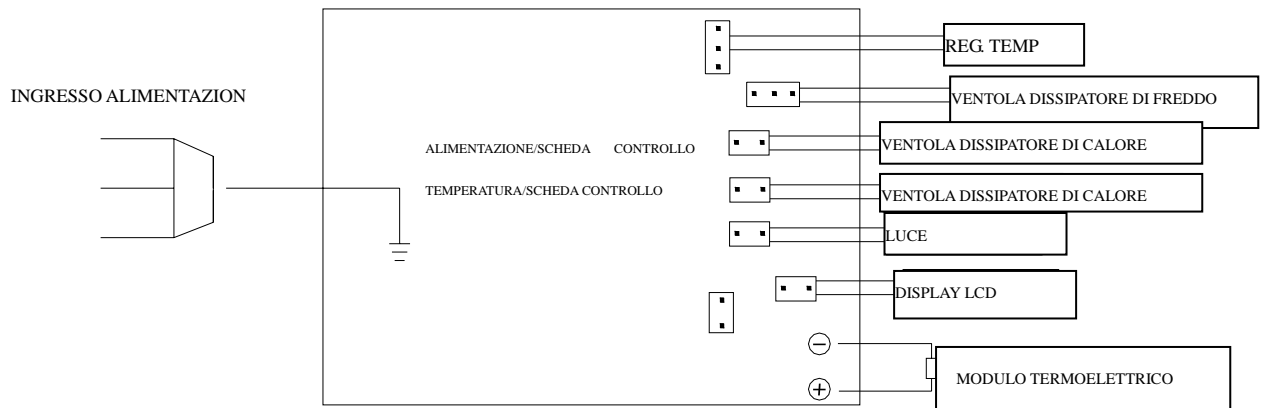 INGRESSO ALIMENTAZION
ALIMENTAZIONE/SCHEDA CONTROLLO
TEMPERATURA/SCHEDA CONTROLLO
REG. TEMP
VENTOLA DISSIPATORE DI FREDDO
VENTOLA DISSIPATORE DI CALORE
VENTOLA DISSIPATORE DI CALORE
LUCE
DISPLAY LCD
MODULO TERMOELETTRICO